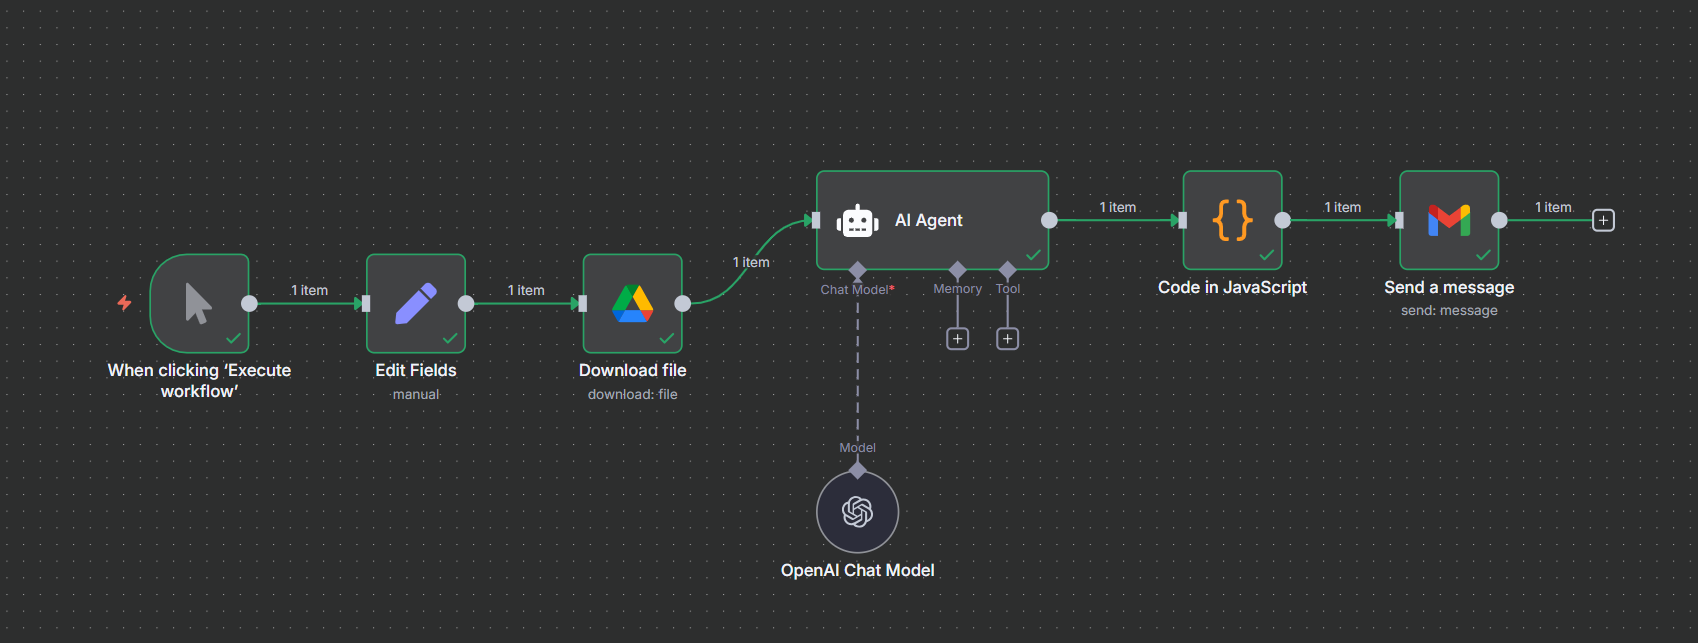 1 item
1 item
1 item
1 item
1 item
1 item
AI Agent
Chat Model*
Memory
Tool
When clicking ‘Execute
workflow’
Edit Fields
manual
Download file
download: file
Code in JavaScript
Send a message
send: message
Model
OpenAI Chat Model